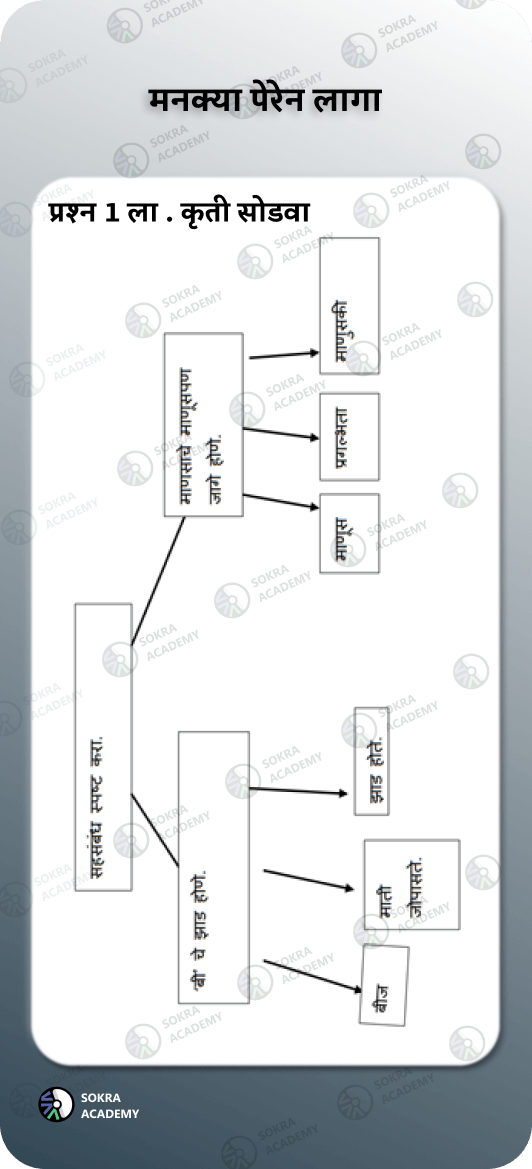 मनक्या पेरेन लागा
प्रश्न 1 ला . कृती सोडवा
सहसंबंध स्पष्ट करा.
'बी' चे झाड होणे.
माणसाचे माणूसपण
जागे होणे.
बीज
माती
जोपासते.
झाड होते.
माणूस
प्रगल्भता
माणुसकी
SOKRA
ACADEMY